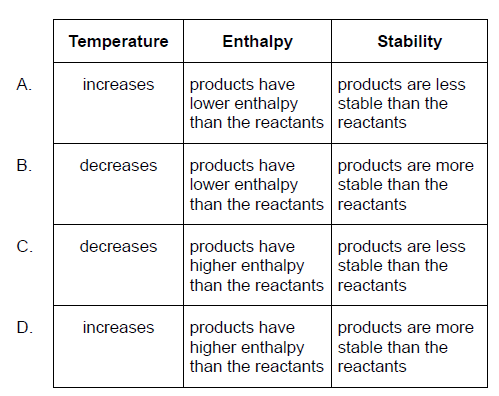 Temperature Enthalpy Stability
A. increases products have products are less
lower enthalpy stable than the
than the reactants reactants
B. decreases products have products are more
lower enthalpy stable than the
than the reactants reactants
C. decreases products have products are less
higher enthalpy stable than the
than the reactants reactants
D. increases products have products are more
higher enthalpy stable than the
than the reactants reactants